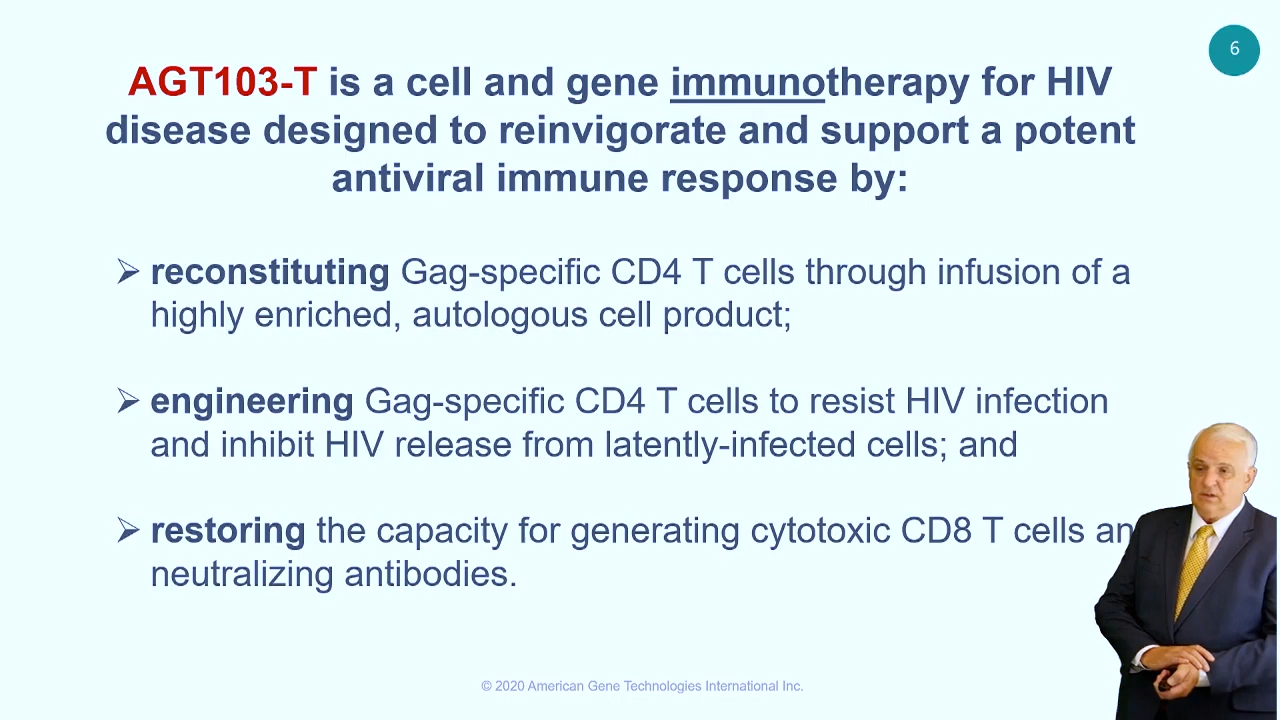 6
AGT103-T is a cell and gene immunotherapy for HIV
disease designed to reinvigorate and support a potent
antiviral immune response by:
➢ reconstituting Gag-specific CD4 T cells through infusion of a
highly enriched, autologous cell product;
➢ engineering Gag-specific CD4 T cells to resist HIV infection
and inhibit HIV release from latently-infected cells; and
➢ restoring the capacity for generating cytotoxic CD8 T cells an
neutralizing antibodies.
© 2020 American Gene Technologies International Inc.